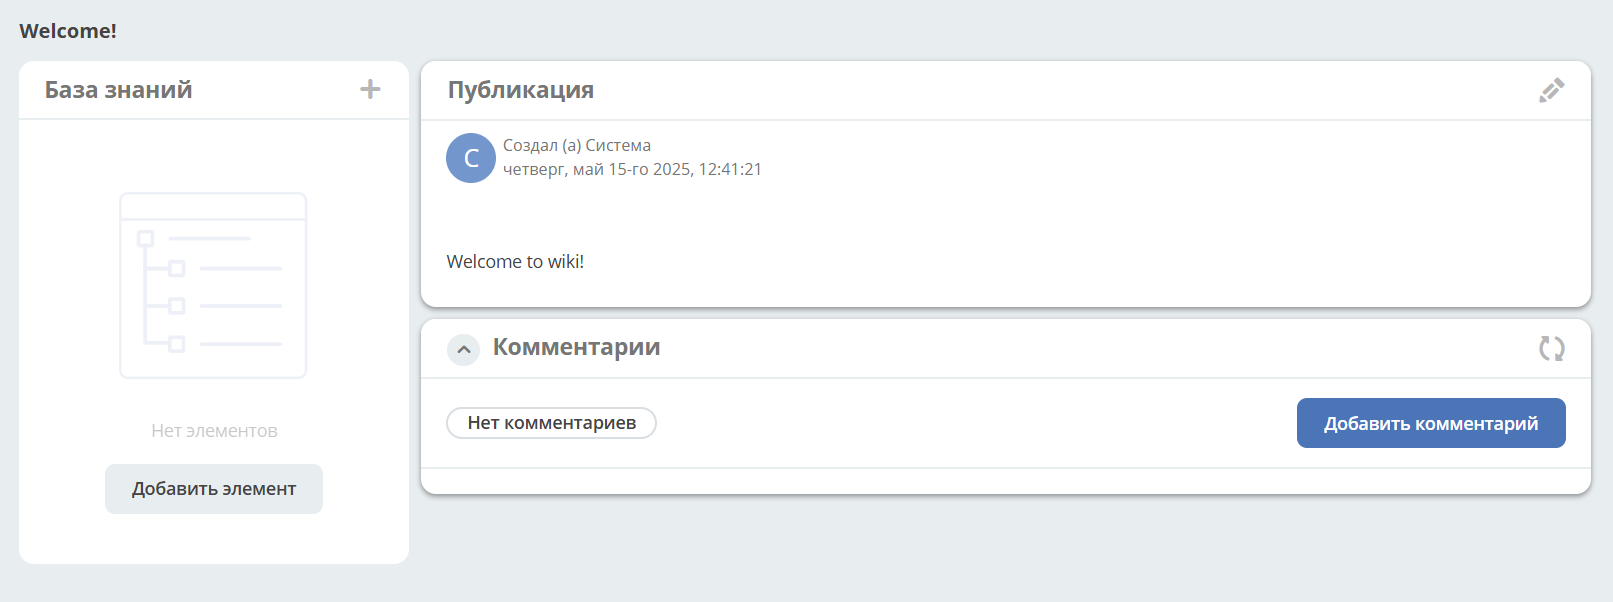 Welcome!
База знаний
Нет элементов
Добавить элемент
Публикация
С
Создал (а) Система
четверг, май 15-го 2025, 12:41:21
Welcome to wiki!
Комментарии
Нет комментариев
Добавить комментарий